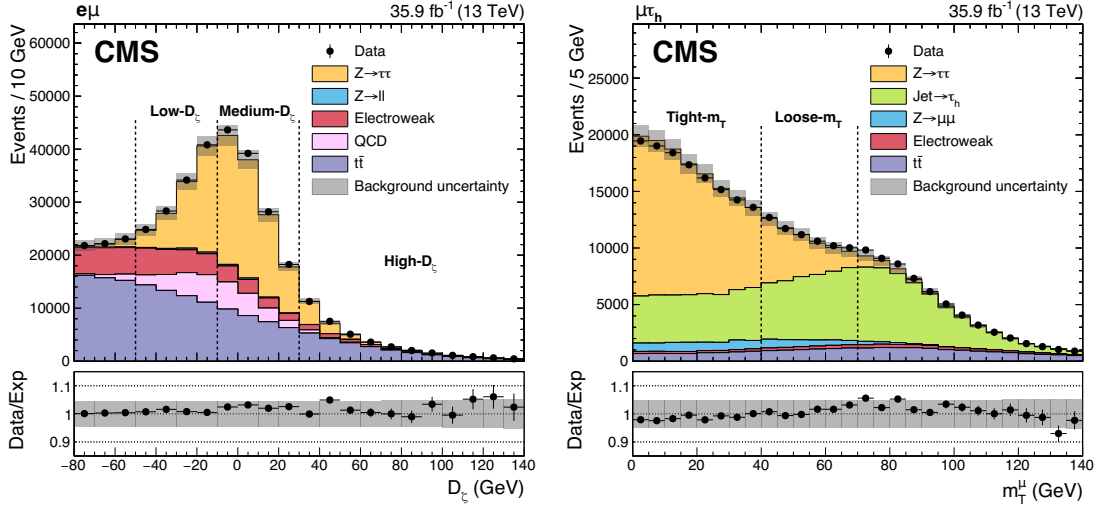 eμ
35.9 fb⁻¹ (13 TeV)
CMS
Events / 10 GeV
60000
50000
40000
30000
20000
10000
0
Data
Z→ττ
Z→ll
Electroweak
QCD
tt̄
Background uncertainty
Low-D_ζ
Medium-D_ζ
High-D_ζ
Data/Exp
1.1
1
0.9
−80 −60 −40 −20 0 20 40 60 80 100 120 140
D_ζ (GeV)
μτ_h
35.9 fb⁻¹ (13 TeV)
CMS
Events / 5 GeV
25000
20000
15000
10000
5000
0
Data
Z→ττ
Jet→τ_h
Z→μμ
Electroweak
tt̄
Background uncertainty
Tight-m_T
Loose-m_T
Data/Exp
1.1
1
0.9
0 20 40 60 80 100 120 140
m_T^μ (GeV)